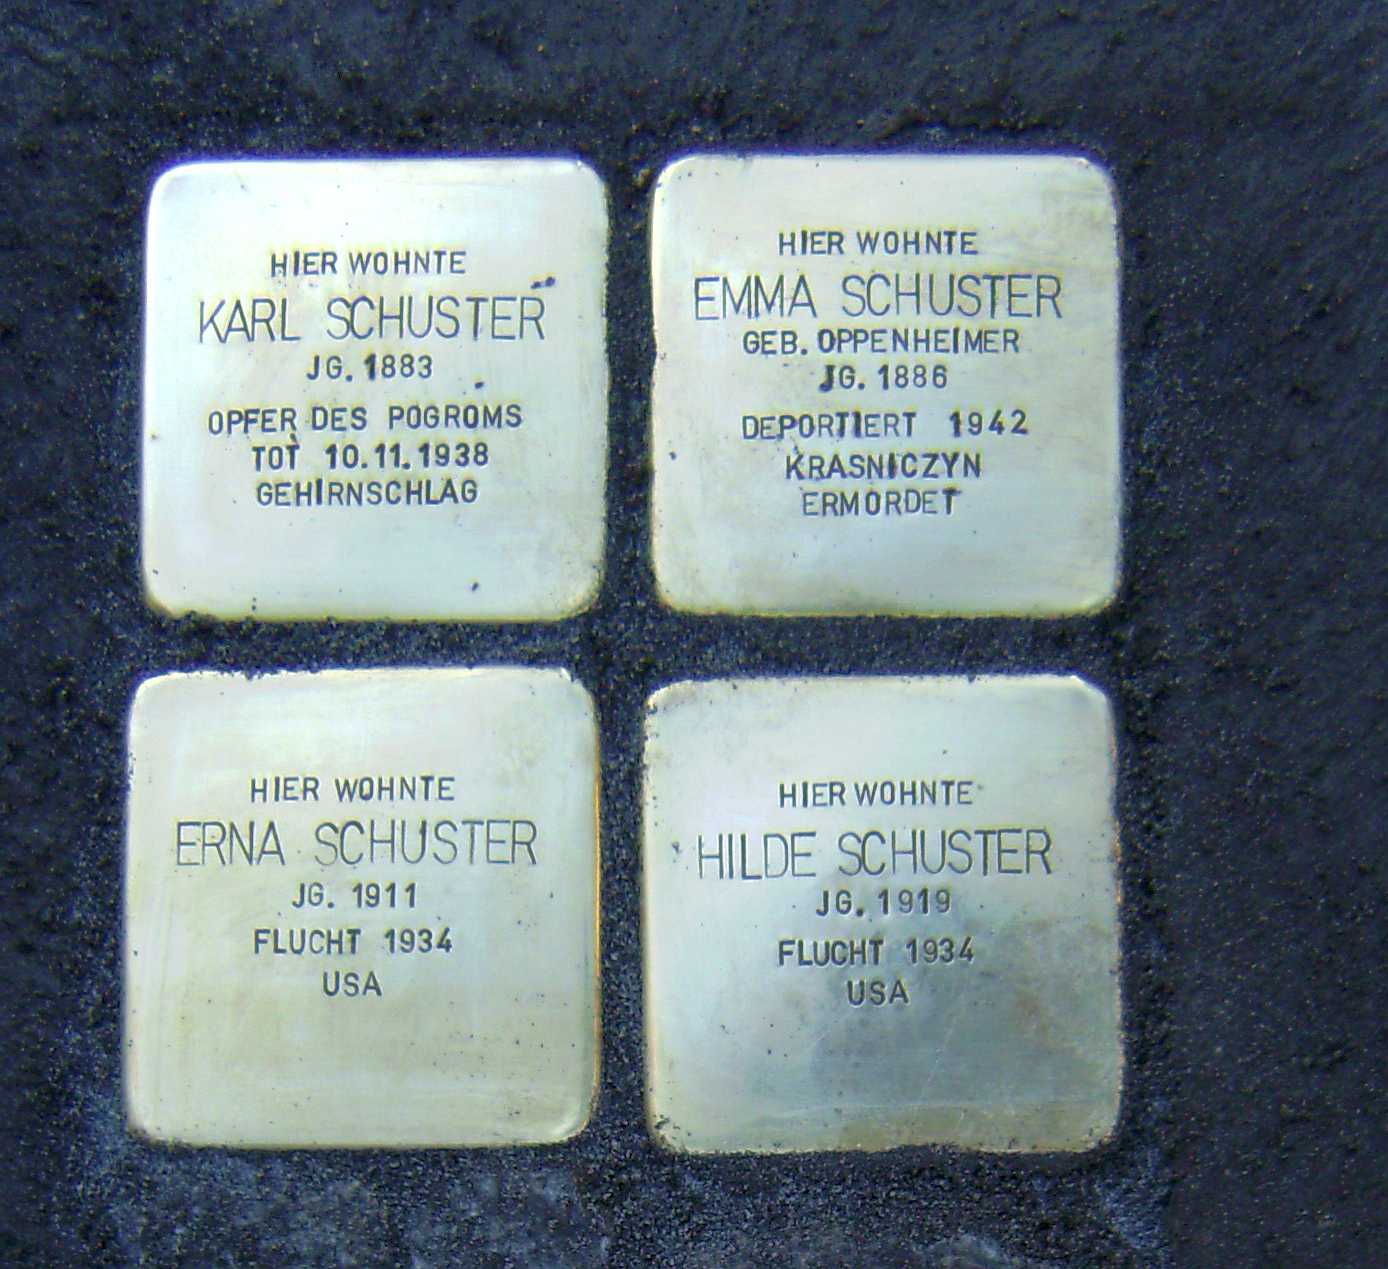 HIER WOHNTE
KARL SCHUSTER
JG. 1883
OPFER DES POGROMS
TOT 10.11.1938
GEHIRNSCHLAG
HIER WOHNTE
EMMA SCHUSTER
GEB. OPPENHEIMER
JG. 1886
DEPORTIERT 1942
KRASNICZYN
ERMORDET
HIER WOHNTE
ERNA SCHUSTER
JG. 1911
FLUCHT 1934
USA
HIER WOHNTE
HILDE SCHUSTER
JG. 1919
FLUCHT 1934
USA